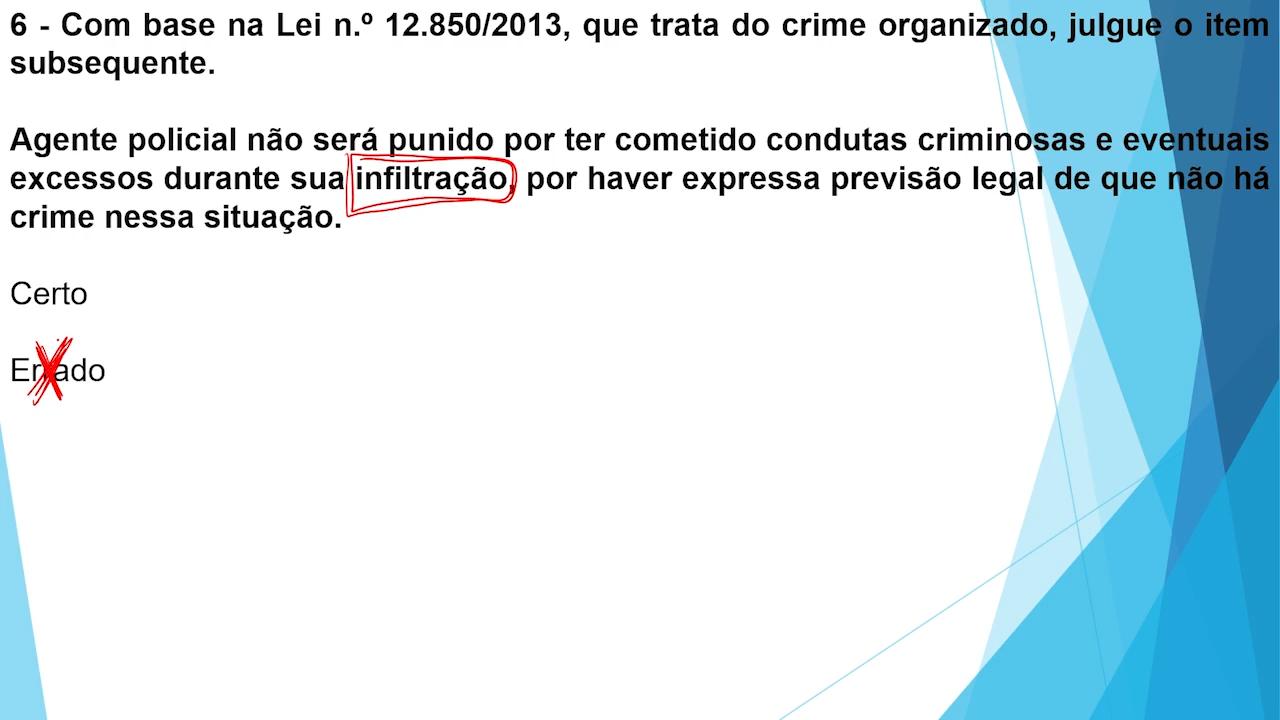 6 - Com base na Lei n.º 12.850/2013, que trata do crime organizado, julgue o item
subsequente.
Agente policial não será punido por ter cometido condutas criminosas e eventuais
excessos durante sua infiltração, por haver expressa previsão legal de que não há
crime nessa situação.
Certo
Errado